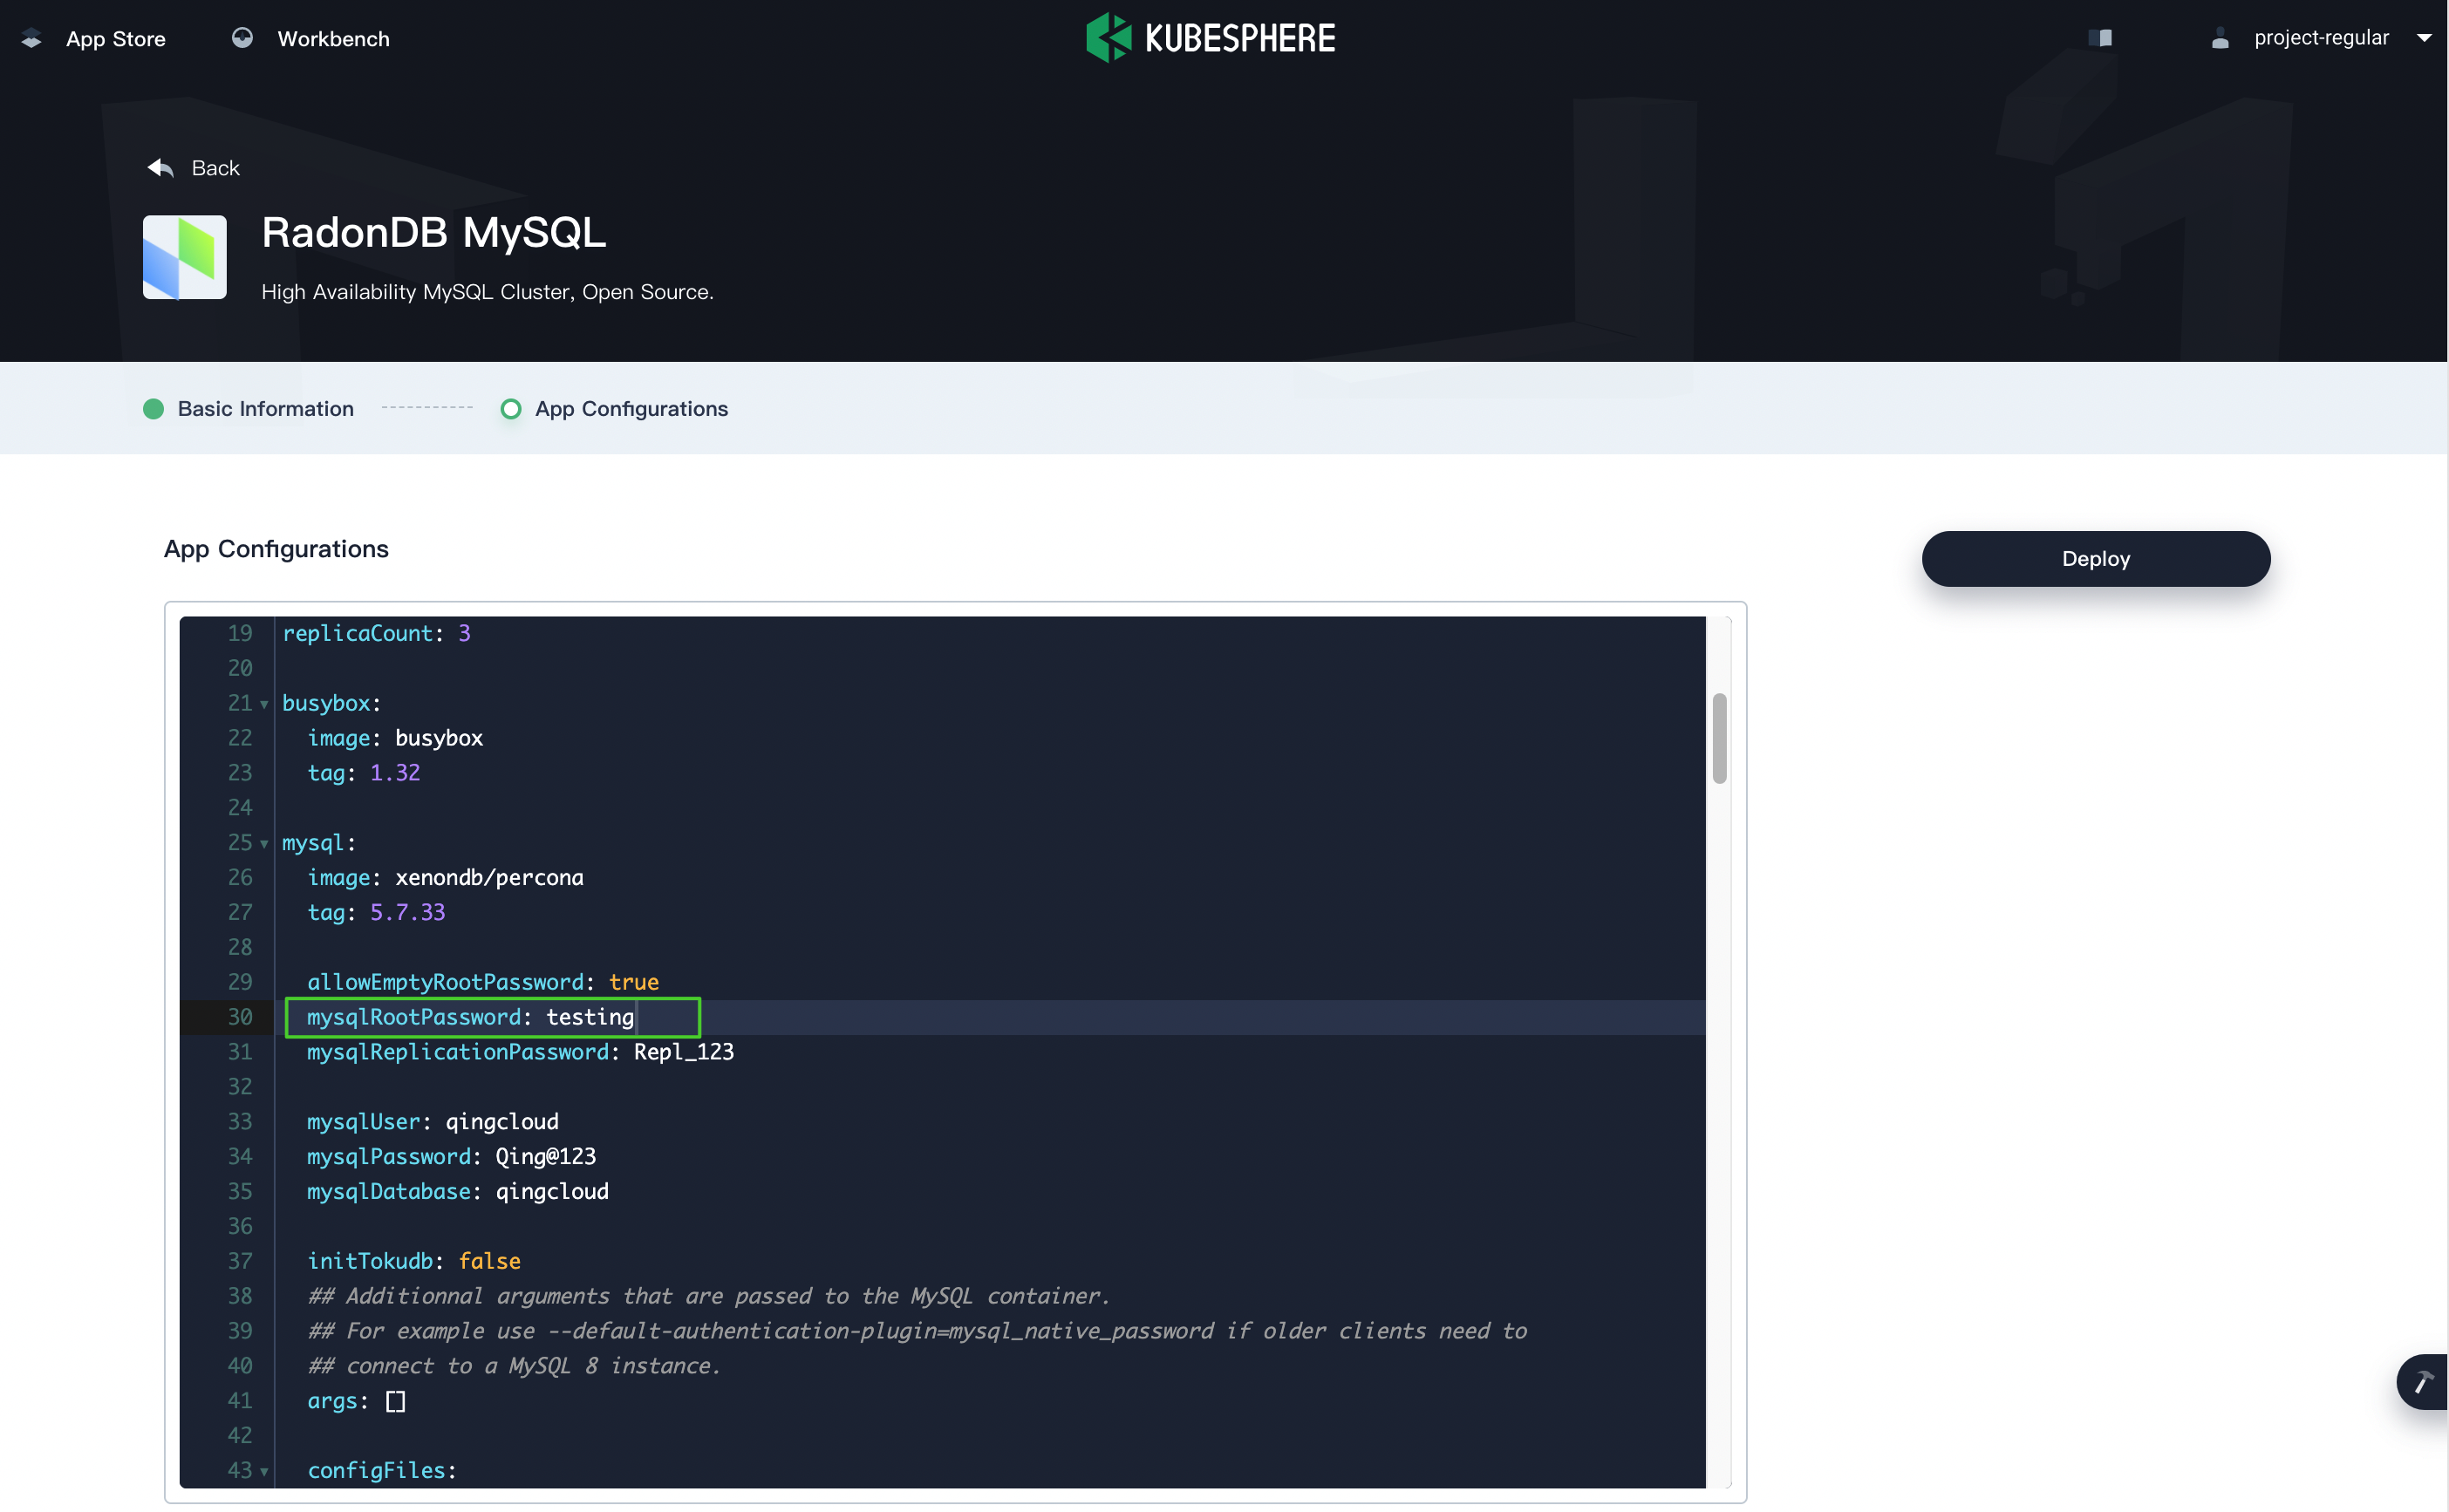 App Store
Workbench
KUBESPHERE
project-regular
Back
RadonDB MySQL
High Availability MySQL Cluster, Open Source.
Basic Information
App Configurations
App Configurations
Deploy
19 replicaCount: 3
20
21 busybox:
22 image: busybox
23 tag: 1.32
24
25 mysql:
26 image: xenondb/percona
27 tag: 5.7.33
28
29 allowEmptyRootPassword: true
30 mysqlRootPassword: testing
31 mysqlReplicationPassword: Repl_123
32
33 mysqlUser: qingcloud
34 mysqlPassword: Qing@123
35 mysqlDatabase: qingcloud
36
37 initTokudb: false
38 ## Additionnal arguments that are passed to the MySQL container.
39 ## For example use --default-authentication-plugin=mysql_native_password if older clients need to
40 ## connect to a MySQL 8 instance.
41 args: []
42
43 configFiles: